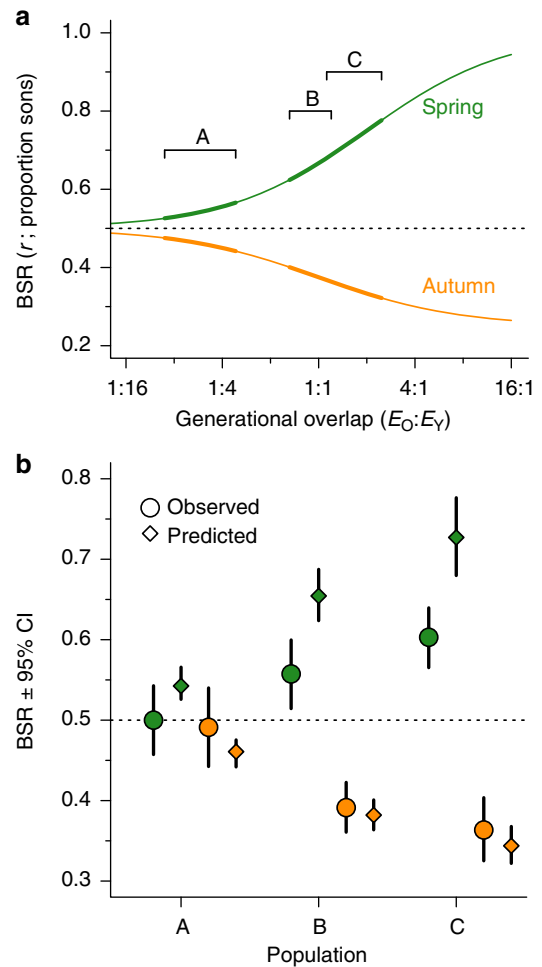 a
BSR (r; proportion sons)
1.0
0.8
0.6
0.4
0.2
A
B
C
Spring
Autumn
1:16
1:4
1:1
4:1
16:1
Generational overlap (EO:EY)
b
BSR ± 95% CI
0.8
0.7
0.6
0.5
0.4
0.3
Observed
Predicted
A
B
C
Population